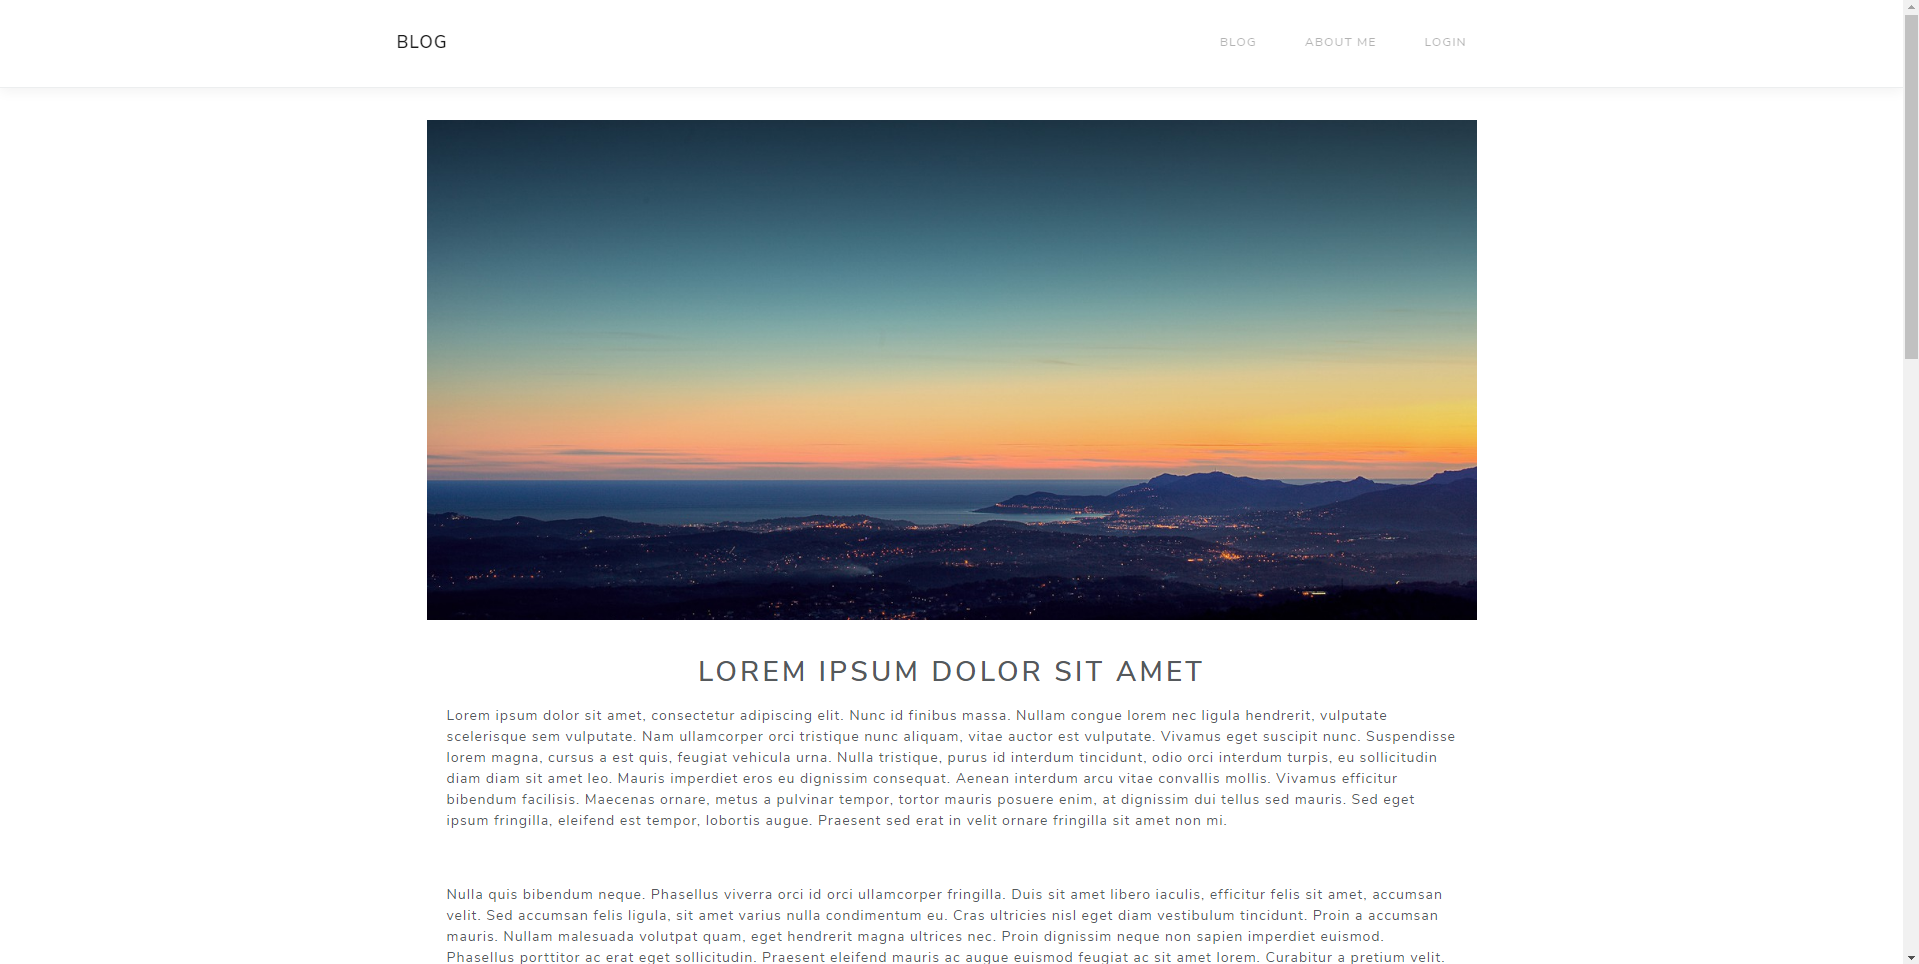 BLOG
BLOG ABOUT ME LOGIN
LOREM IPSUM DOLOR SIT AMET
Lorem ipsum dolor sit amet, consectetur adipiscing elit. Nunc id finibus massa. Nullam congue lorem nec ligula hendrerit, vulputate
scelerisque sem vulputate. Nam ullamcorper orci tristique nunc aliquam, vitae auctor est vulputate. Vivamus eget suscipit nunc. Suspendisse
lorem magna, cursus a est quis, feugiat vehicula urna. Nulla tristique, purus id interdum tincidunt, odio orci interdum turpis, eu sollicitudin
diam diam sit amet leo. Mauris imperdiet eros eu dignissim consequat. Aenean interdum arcu vitae convallis mollis. Vivamus efficitur
bibendum facilisis. Maecenas ornare, metus a pulvinar tempor, tortor mauris posuere enim, at dignissim dui tellus sed mauris. Sed eget
ipsum fringilla, eleifend est tempor, lobortis augue. Praesent sed erat in velit ornare fringilla sit amet non mi.
Nulla quis bibendum neque. Phasellus viverra orci id orci ullamcorper fringilla. Duis sit amet libero iaculis, efficitur felis sit amet, accumsan
velit. Sed accumsan felis ligula, sit amet varius nulla condimentum eu. Cras ultricies nisl eget diam vestibulum tincidunt. Proin a accumsan
mauris. Nullam malesuada volutpat quam, eget hendrerit magna ultrices nec. Proin dignissim neque non sapien imperdiet euismod.
Phasellus porttitor ac erat eget sollicitudin. Praesent eleifend mauris ac augue euismod feugiat ac sit amet lorem. Curabitur a pretium velit.